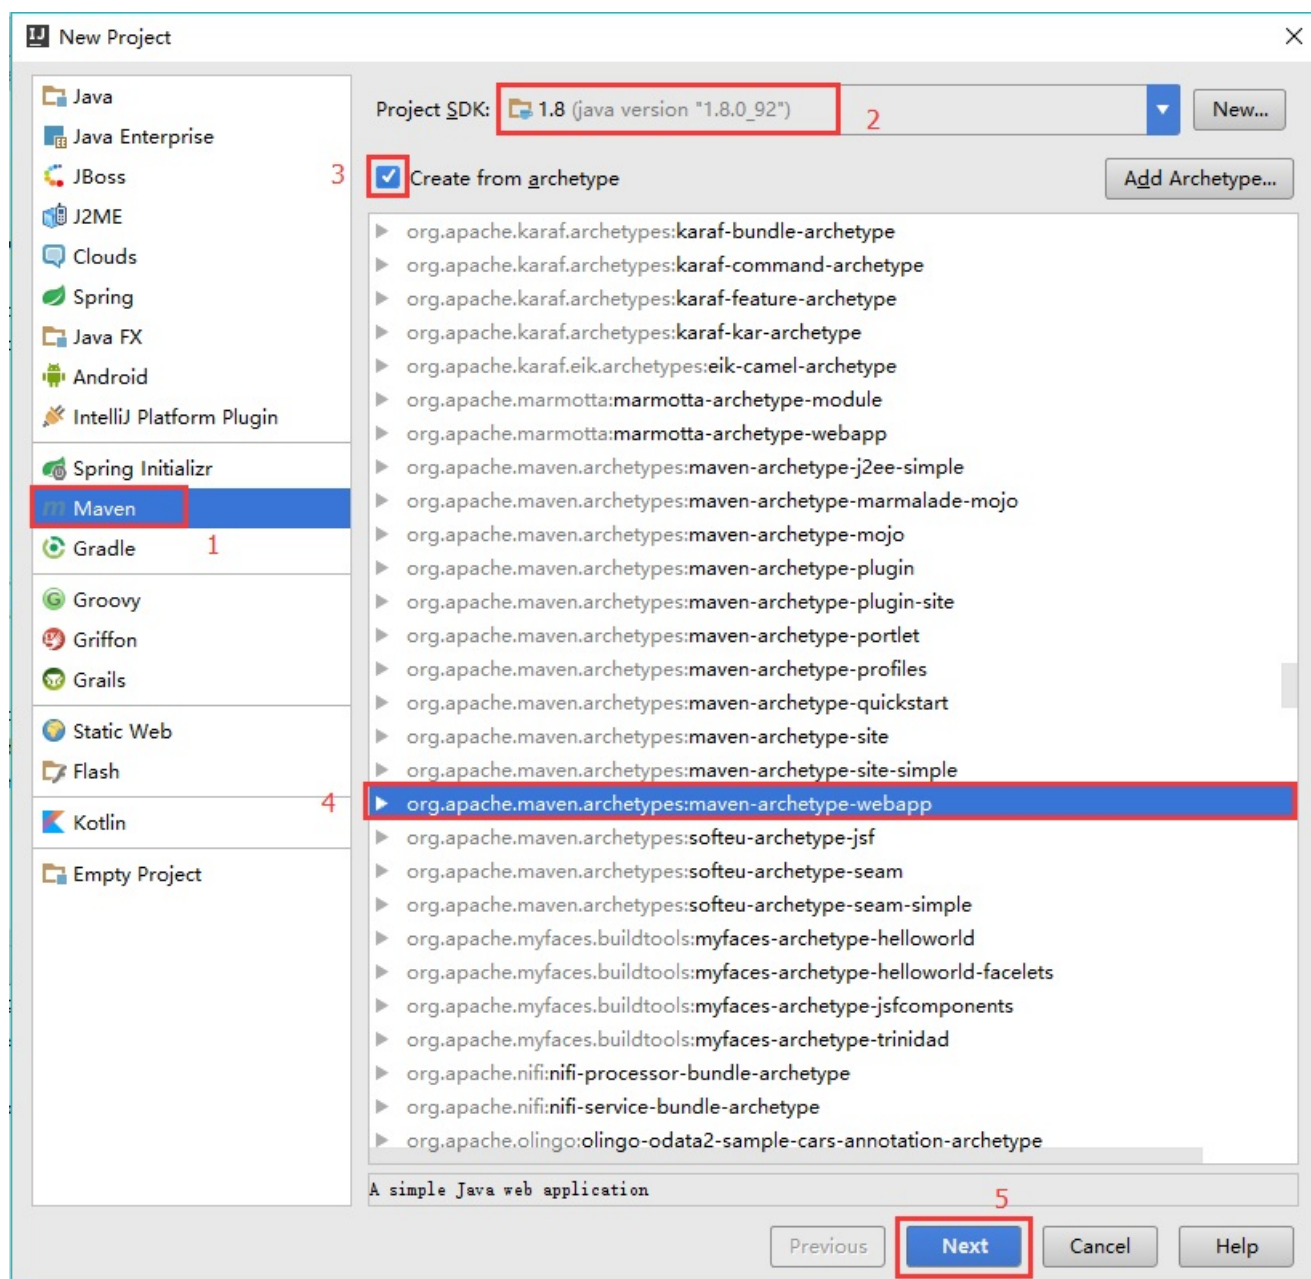 New Project
Java
Java Enterprise
JBoss
J2ME
Clouds
Spring
Java FX
Android
IntelliJ Platform Plugin
Spring Initializr
Maven
1
Gradle
Groovy
Griffon
Grails
Static Web
Flash
Kotlin
Empty Project
Project SDK: 1.8 (java version "1.8.0_92") 2 New...
3 Create from archetype Add Archetype...
org.apache.karaf.archetypes:karaf-bundle-archetype
org.apache.karaf.archetypes:karaf-command-archetype
org.apache.karaf.archetypes:karaf-feature-archetype
org.apache.karaf.archetypes:karaf-kar-archetype
org.apache.karaf.eik.archetypes:eik-camel-archetype
org.apache.marmotta:marmotta-archetype-module
org.apache.marmotta:marmotta-archetype-webapp
org.apache.maven.archetypes:maven-archetype-j2ee-simple
org.apache.maven.archetypes:maven-archetype-marmalade-mojo
org.apache.maven.archetypes:maven-archetype-mojo
org.apache.maven.archetypes:maven-archetype-plugin
org.apache.maven.archetypes:maven-archetype-plugin-site
org.apache.maven.archetypes:maven-archetype-portlet
org.apache.maven.archetypes:maven-archetype-profiles
org.apache.maven.archetypes:maven-archetype-quickstart
org.apache.maven.archetypes:maven-archetype-site
org.apache.maven.archetypes:maven-archetype-site-simple
4 org.apache.maven.archetypes:maven-archetype-webapp
org.apache.maven.archetypes:softeu-archetype-jsf
org.apache.maven.archetypes:softeu-archetype-seam
org.apache.maven.archetypes:softeu-archetype-seam-simple
org.apache.myfaces.buildtools:myfaces-archetype-helloworld
org.apache.myfaces.buildtools:myfaces-archetype-helloworld-facelets
org.apache.myfaces.buildtools:myfaces-archetype-jsfcomponents
org.apache.myfaces.buildtools:myfaces-archetype-trinidad
org.apache.nifi:nifi-processor-bundle-archetype
org.apache.nifi:nifi-service-bundle-archetype
org.apache.olingo:olingo-odata2-sample-cars-annotation-archetype
A simple Java web application
5
Previous Next Cancel Help